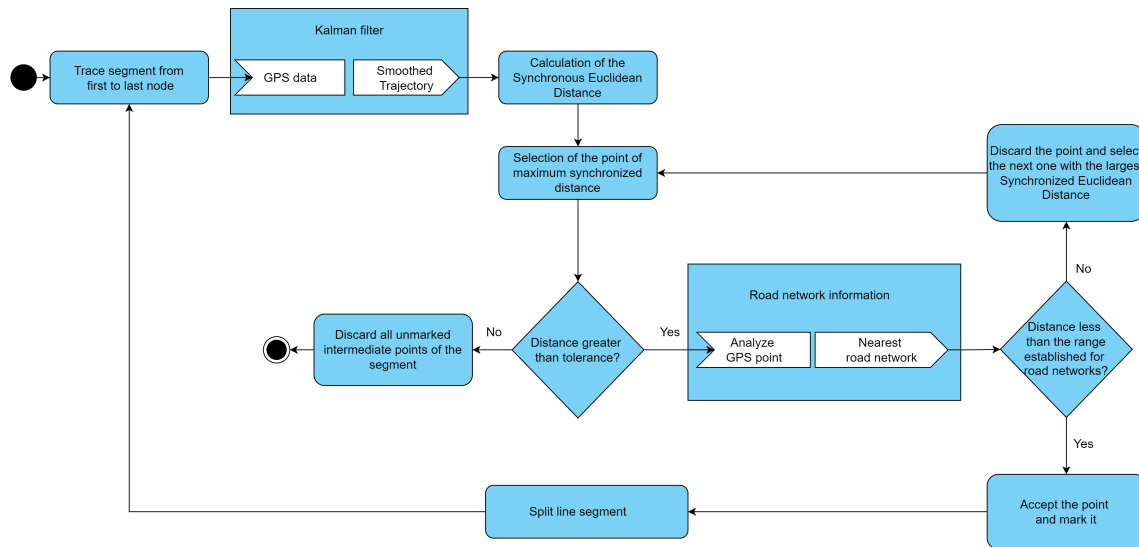 Kalman filter
Trace segment from
first to last node
GPS data
Smoothed
Trajectory
Calculation of the
Synchronous Euclidean
Distance
Selection of the point of
maximum synchronized
distance
Discard the point and select
the next one with the larges
Synchronized Euclidean
Distance
No
Road network information
Discard all unmarked
intermediate points of the
segment
No
Distance greater
than tolerance?
Yes
Analyze
GPS point
Nearest
road network
Distance less
than the range
established for
road networks?
Yes
Split line segment
Accept the point
and mark it